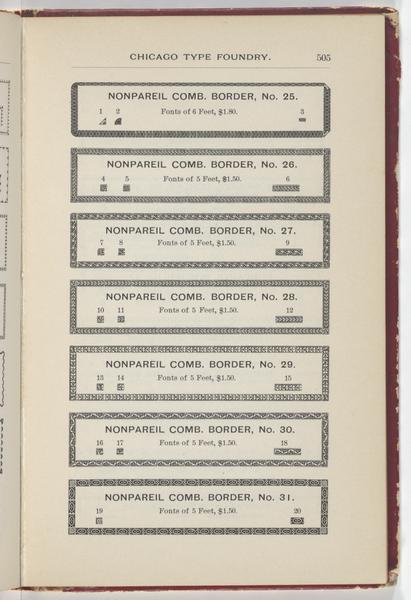 CHICAGO TYPE FOUNDRY. 505
NONPAREIL COMB. BORDER, No. 25.
1 2 Fonts of 6 Feet, $1.80. 3
NONPAREIL COMB. BORDER, No. 26.
4 5 Fonts of 5 Feet, $1.50. 6
NONPAREIL COMB. BORDER, No. 27.
7 8 Fonts of 5 Feet, $1.50. 9
NONPAREIL COMB. BORDER, No. 28.
10 11 Fonts of 5 Feet, $1.50. 12
NONPAREIL COMB. BORDER, No. 29.
13 14 Fonts of 5 Feet, $1.50. 15
NONPAREIL COMB. BORDER, No. 30.
16 17 Fonts of 5 Feet, $1.50. 18
NONPAREIL COMB. BORDER, No. 31.
19 Fonts of 5 Feet, $1.50. 20